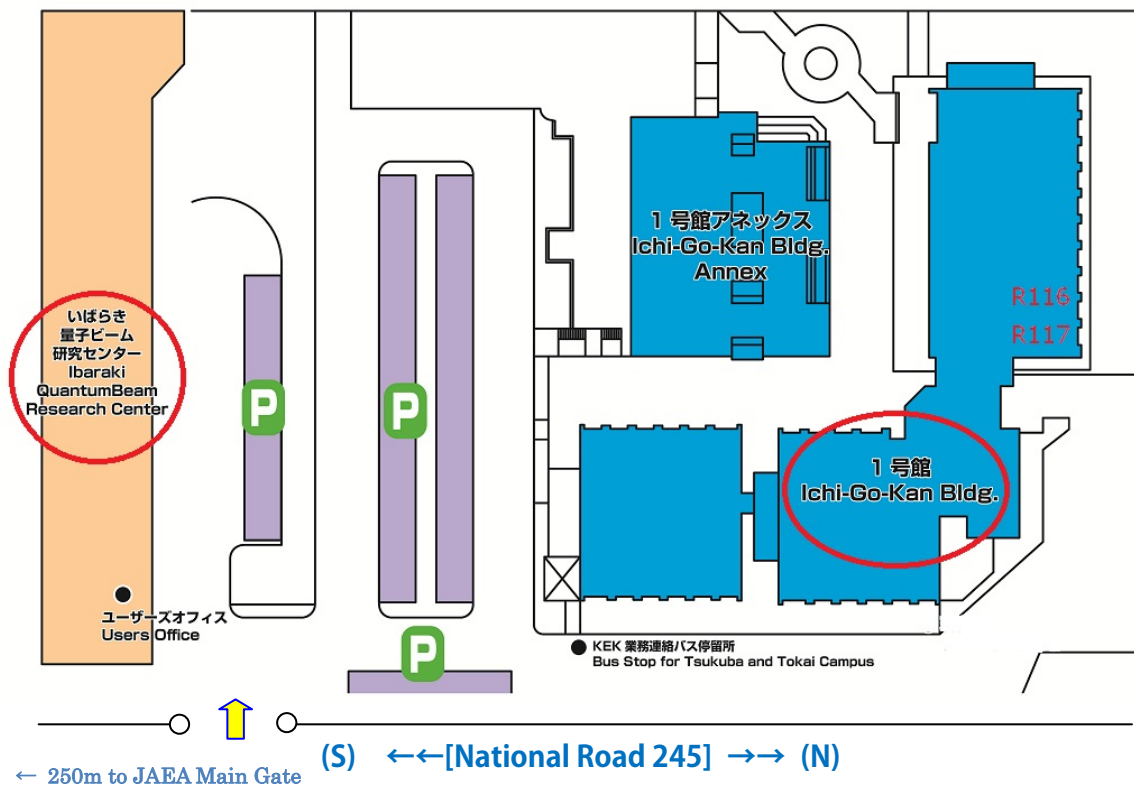 1 号館アネックス
Ichi-Go-Kan Bldg.
Annex
R116
R117
いばらき
量子ビーム
研究センター
Ibaraki
QuantumBeam
Research Center
P
P
1 号館
Ichi-Go-Kan Bldg.
ユーザーズオフィス
Users Office
KEK 業務連絡バス停留所
Bus Stop for Tsukuba and Tokai Campus
P
(S) ←←[National Road 245] →→ (N)
← 250m to JAEA Main Gate